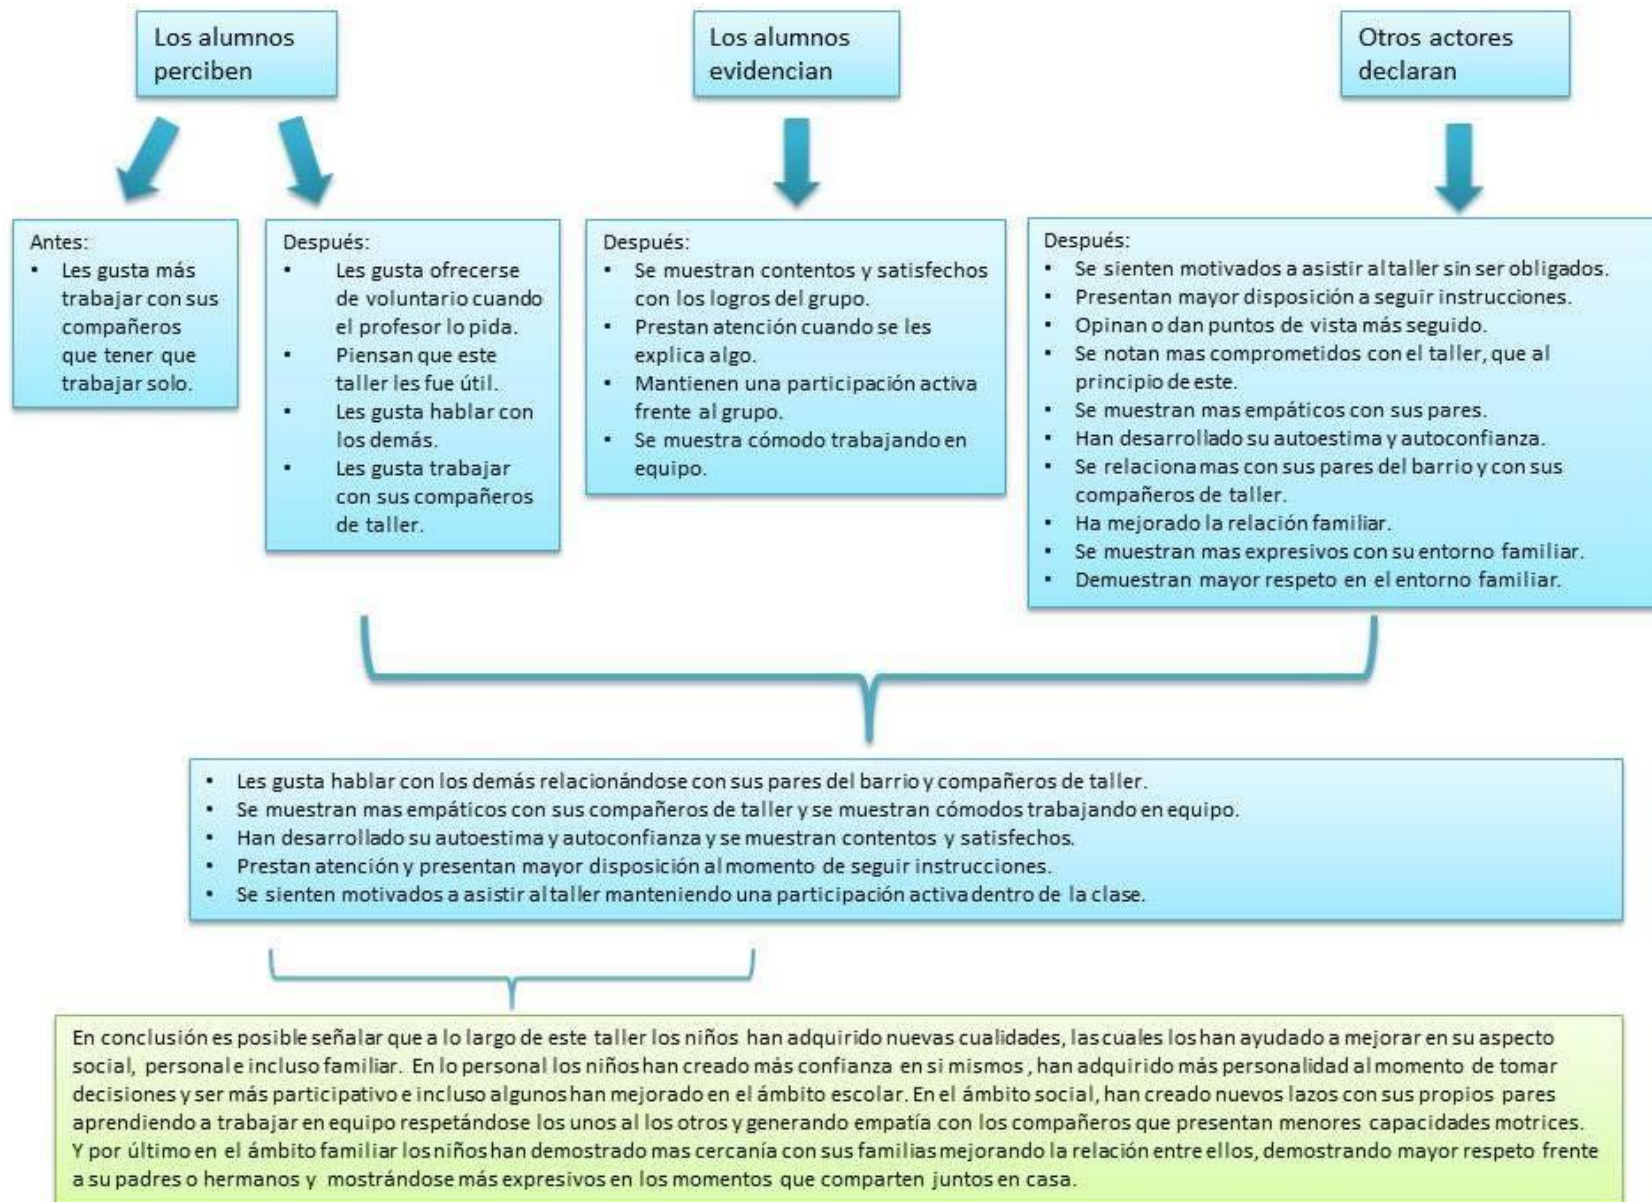 Los alumnos
perciben
Los alumnos
evidencian
Otros actores
declaran
Antes:
▪ Les gusta más
trabajar con sus
compañeros
que tener que
trabajar solo.
Después:
▪ Les gusta ofrecerse
de voluntario cuando
el profesor lo pida.
▪ Piensan que este
taller les fue útil.
▪ Les gusta hablar con
los demás.
▪ Les gusta trabajar
con sus compañeros
de taller.
Después:
▪ Se muestran contentos y satisfechos
con los logros del grupo.
▪ Prestan atención cuando se les
explica algo.
▪ Mantienen una participación activa
frente al grupo.
▪ Se muestra cómodo trabajando en
equipo.
Después:
▪ Se sienten motivados a asistir al taller sin ser obligados.
▪ Presentan mayor disposición a seguir instrucciones.
▪ Opinan o dan puntos de vista más seguido.
▪ Se notan mas comprometidos con el taller, que al
principio de este.
▪ Se muestran mas empáticos con sus pares.
▪ Han desarrollado su autoestima y autoconfianza.
▪ Se relaciona mas con sus pares del barrio y con sus
compañeros de taller.
▪ Ha mejorado la relación familiar.
▪ Se muestran mas expresivos con su entorno familiar.
▪ Demuestran mayor respeto en el entorno familiar.
• Les gusta hablar con los demás relacionándose con sus pares del barrio y compañeros de taller.
• Se muestran mas empáticos con sus compañeros de taller y se muestran cómodos trabajando en equipo.
• Han desarrollado su autoestima y autoconfianza y se muestran contentos y satisfechos.
• Prestan atención y presentan mayor disposición al momento de seguir instrucciones.
• Se sienten motivados a asistir al taller manteniendo una participación activa dentro de la clase.
En conclusión es posible señalar que a lo largo de este taller los niños han adquirido nuevas cualidades, las cuales los han ayudado a mejorar en su aspecto
social, personal e incluso familiar. En lo personal los niños han creado más confianza en si mismos , han adquirido más personalidad al momento de tomar
decisiones y ser más participativo e incluso algunos han mejorado en el ámbito escolar. En el ámbito social, han creado nuevos lazos con sus propios pares
aprendiendo a trabajar en equipo respetándose los unos al los otros y generando empatía con los compañeros que presentan menores capacidades motrices.
Y por último en el ámbito familiar los niños han demostrado mas cercanía con sus familias mejorando la relación entre ellos, demostrando mayor respeto frente
a su padres o hermanos y mostrándose más expresivos en los momentos que comparten juntos en casa.